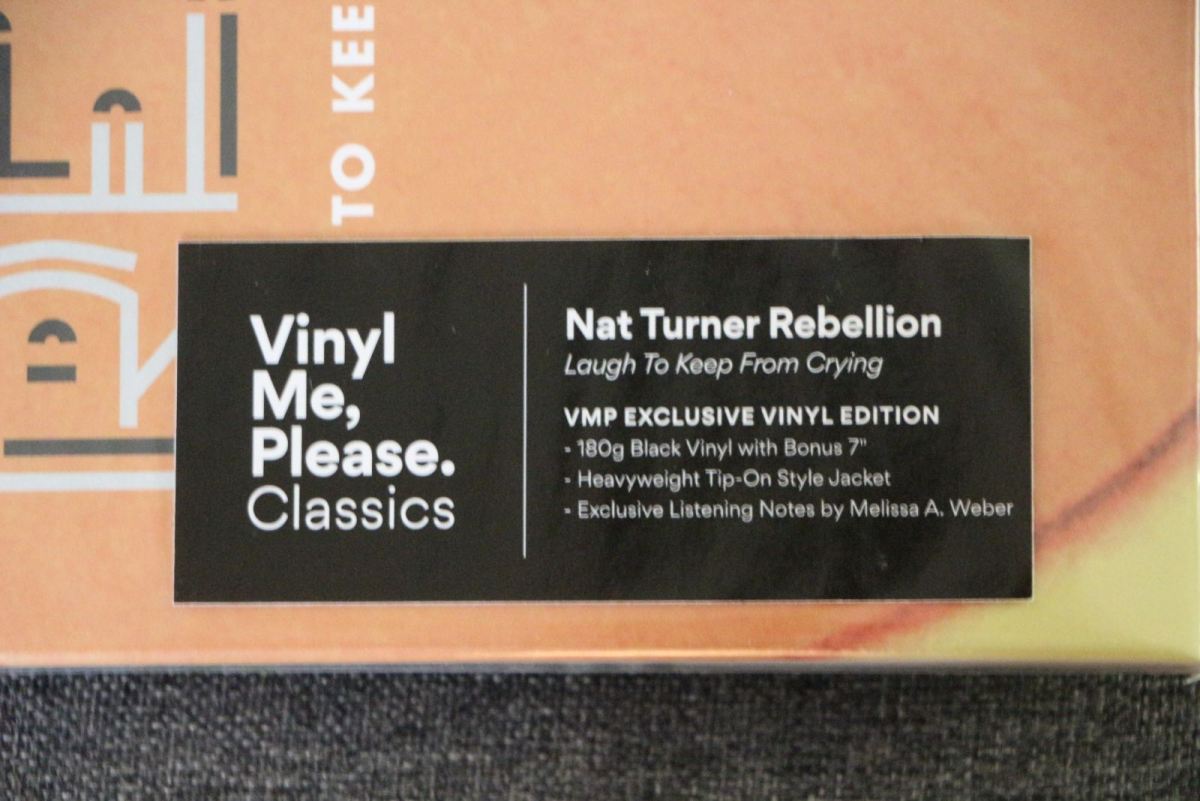 TO KEE
Vinyl
Me,
Please.
Classics
Nat Turner Rebellion
Laugh To Keep From Crying
VMP EXCLUSIVE VINYL EDITION
- 180g Black Vinyl with Bonus 7"
- Heavyweight Tip-On Style Jacket
- Exclusive Listening Notes by Melissa A. Weber